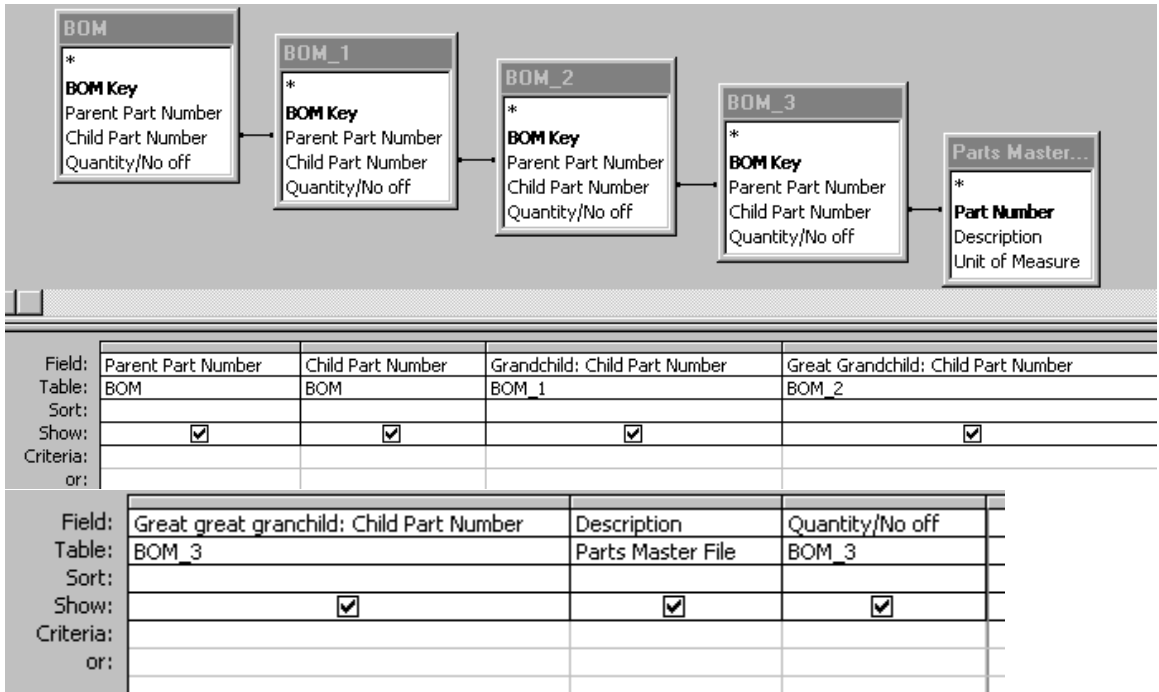 BOM
*
BOM Key
Parent Part Number
Child Part Number
Quantity/No off
BOM_1
*
BOM Key
Parent Part Number
Child Part Number
Quantity/No off
BOM_2
*
BOM Key
Parent Part Number
Child Part Number
Quantity/No off
BOM_3
*
BOM Key
Parent Part Number
Child Part Number
Quantity/No off
Parts Master...
*
Part Number
Description
Unit of Measure
Field: Parent Part Number Child Part Number Grandchild: Child Part Number Great Grandchild: Child Part Number
Table: BOM BOM BOM_1 BOM_2
Sort:
Show:
Criteria:
or:
Field: Great great granchild: Child Part Number Description Quantity/No off
Table: BOM_3 Parts Master File BOM_3
Sort:
Show:
Criteria:
or: